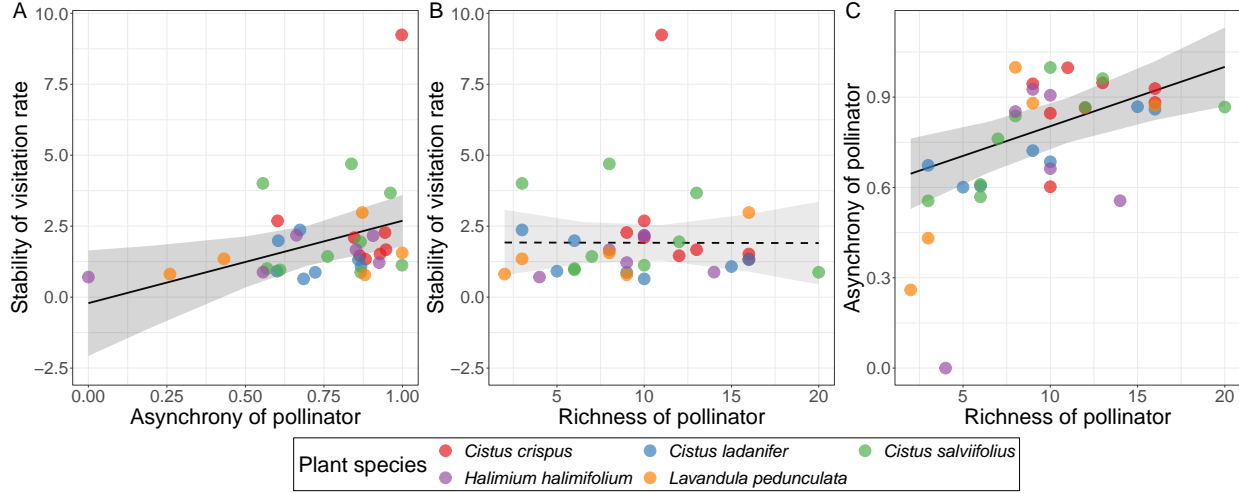 A
B
C
Stability of visitation rate
10.0
7.5
5.0
2.5
0.0
−2.5
0.00
0.25
0.50
0.75
1.00
Asynchrony of pollinator
Stability of visitation rate
10.0
7.5
5.0
2.5
0.0
−2.5
5
10
15
20
Richness of pollinator
Asynchrony of pollinator
0.9
0.6
0.3
0.0
5
10
15
20
Richness of pollinator
Plant species
Cistus crispus
Cistus ladanifer
Cistus salviifolius
Halimium halimifolium
Lavandula pedunculata